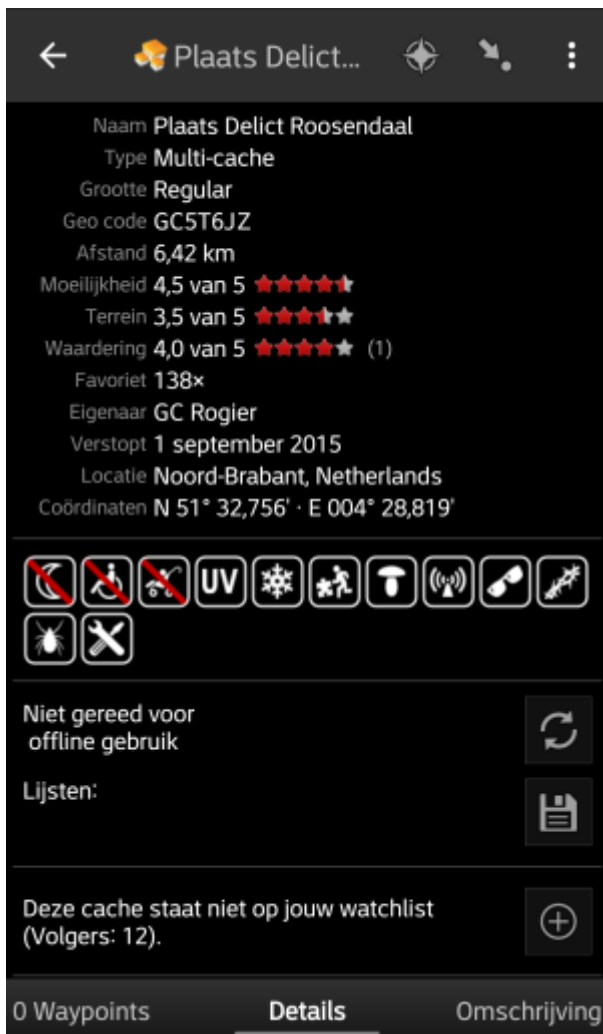 Plaats Delict...
Naam Plaats Delict Roosendaal
Type Multi-cache
Grootte Regular
Geo code GC5T6JZ
Afstand 6,42 km
Moeilijkheid 4,5 van 5
Terrein 3,5 van 5
Waardering 4,0 van 5 (1)
Favoriet 138×
Eigenaar GC Rogier
Verstopt 1 september 2015
Locatie Noord-Brabant, Netherlands
Coördinaten N 51° 32,756' · E 004° 28,819'
UV
Niet gereed voor
offline gebruik
Lijsten:
Deze cache staat niet op jouw watchlist
(Volgers: 12).
0 Waypoints Details Omschrijving